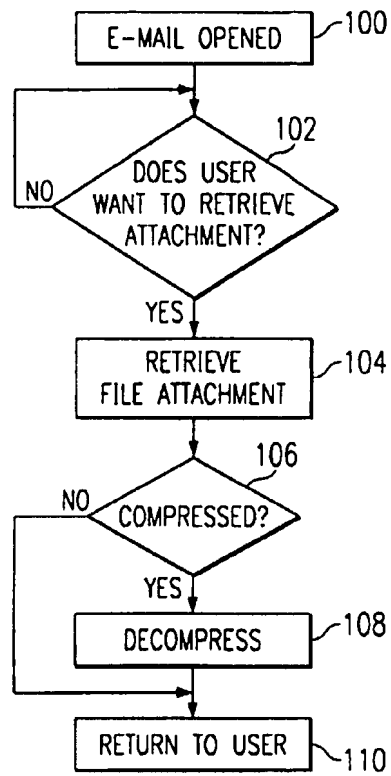 E-MAIL OPENED
100
102
DOES USER
WANT TO RETRIEVE
ATTACHMENT?
NO
YES
RETRIEVE
FILE ATTACHMENT
104
106
NO
COMPRESSED?
YES
DECOMPRESS
108
RETURN TO USER
110